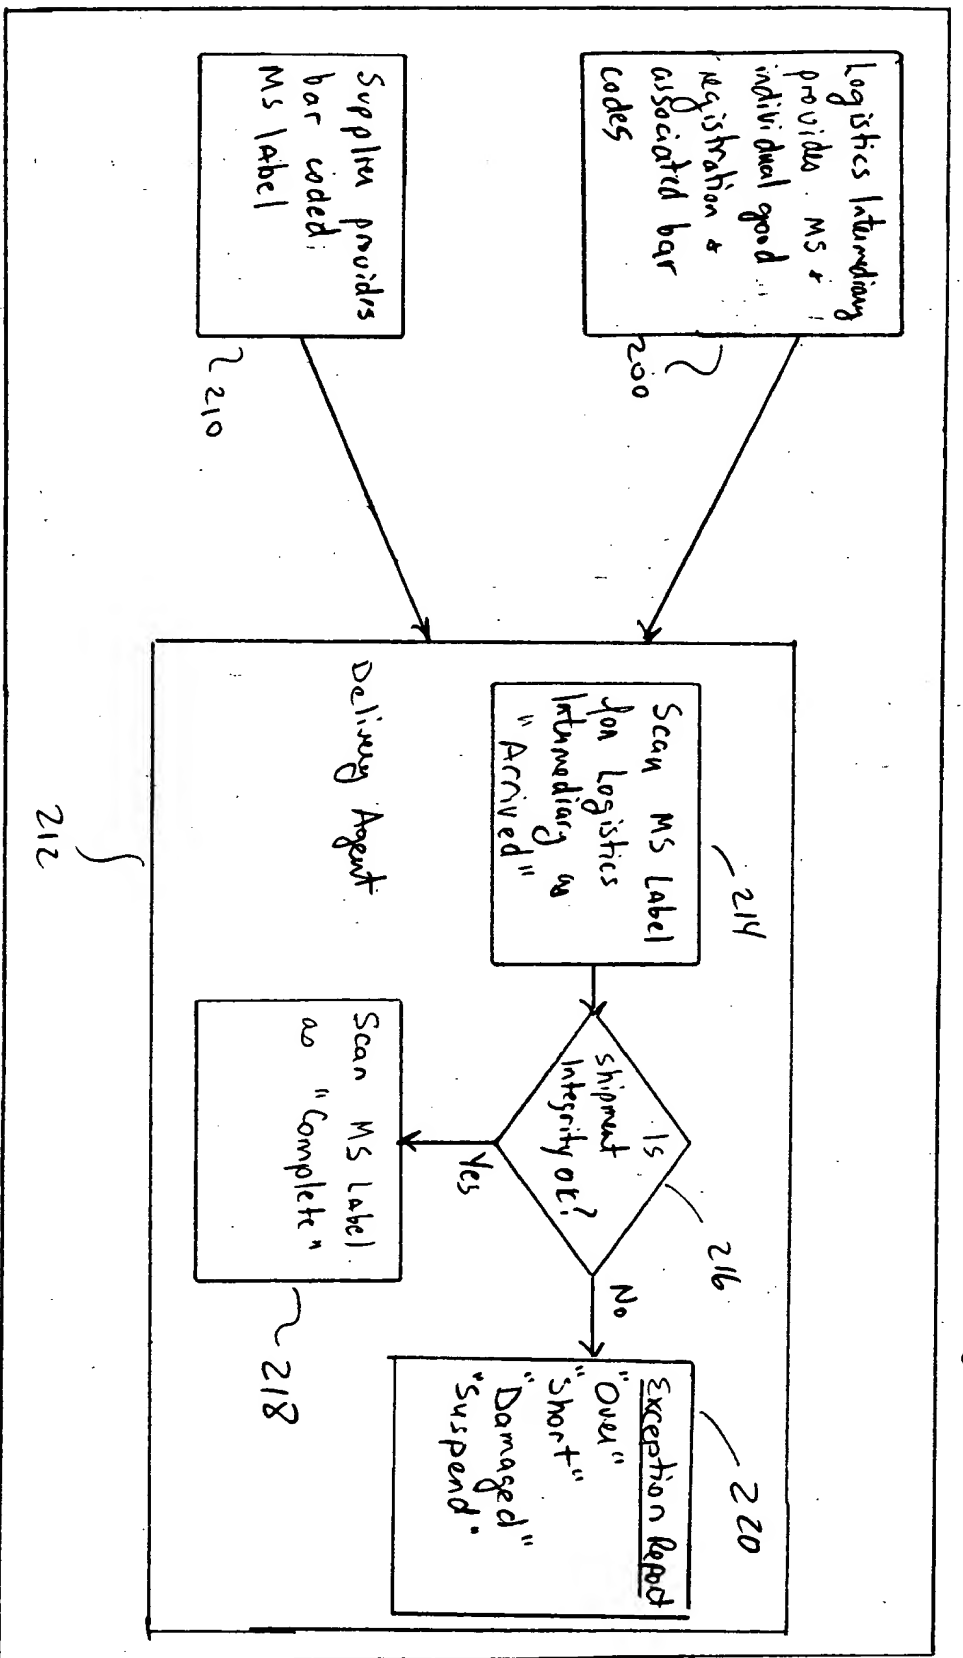 Logistics Intermediary
provides MS &
individual good
registration &
associated bar
codes
200
Supplier provides
bar coded
MS Label
210
Delivery Agent
212
Scan MS Label
for Logistics
Intermediary as
"Arrived"
214
Is
shipment
Integrity ok?
216
Yes
No
Scan MS Label
as "Complete"
218
Exception Report
"Over"
"Short"
"Damaged"
"Suspend"
220